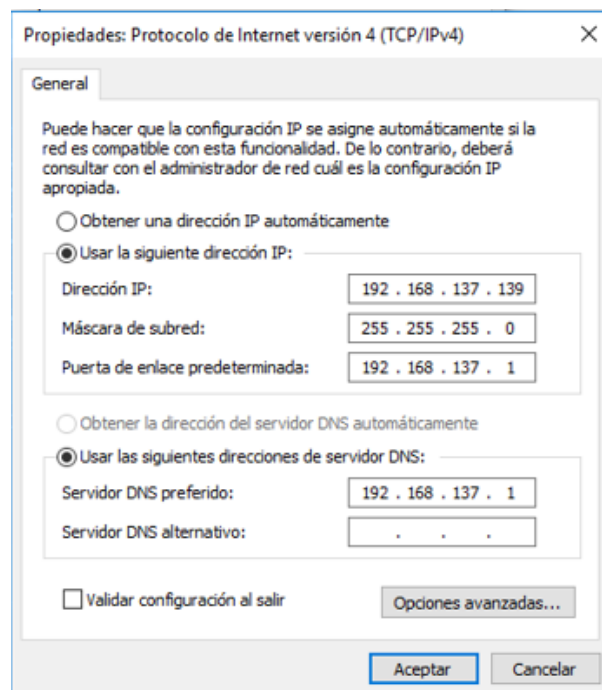 Propiedades: Protocolo de Internet versión 4 (TCP/IPv4)
General
Puede hacer que la configuración IP se asigne automáticamente si la
red es compatible con esta funcionalidad. De lo contrario, deberá
consultar con el administrador de red cuál es la configuración IP
apropiada.
Obtener una dirección IP automáticamente
Usar la siguiente dirección IP:
Dirección IP: 192 . 168 . 137 . 139
Máscara de subred: 255 . 255 . 255 . 0
Puerta de enlace predeterminada: 192 . 168 . 137 . 1
Obtener la dirección del servidor DNS automáticamente
Usar las siguientes direcciones de servidor DNS:
Servidor DNS preferido: 192 . 168 . 137 . 1
Servidor DNS alternativo: . . .
Validar configuración al salir Opciones avanzadas...
Aceptar Cancelar